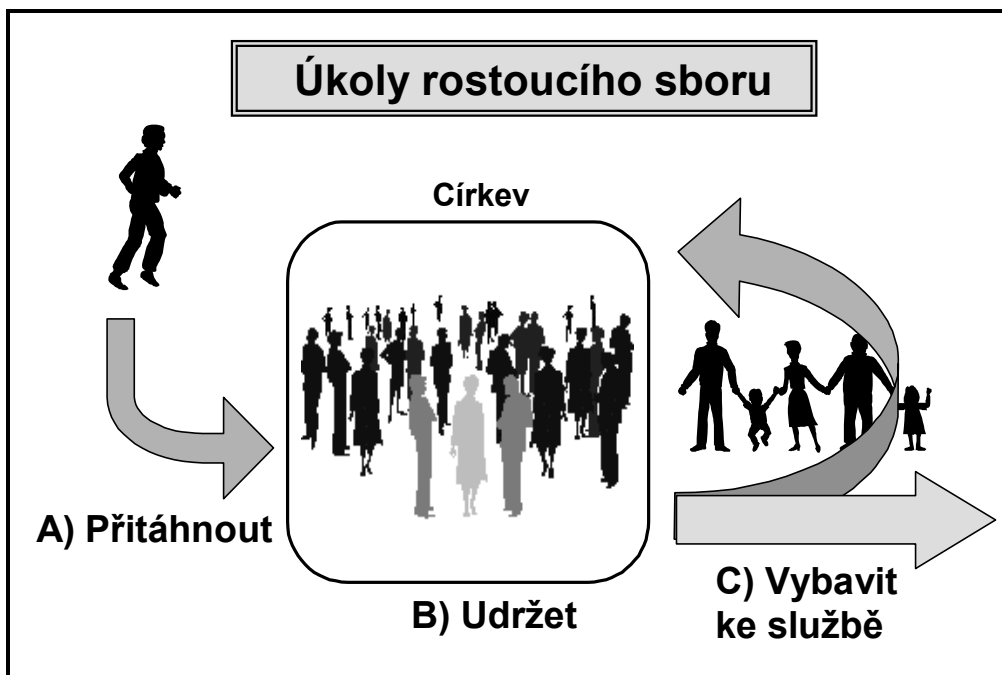 Úkoly rostoucího sboru
Církev
A) Přitáhnout
B) Udržet
C) Vybavit
ke službě